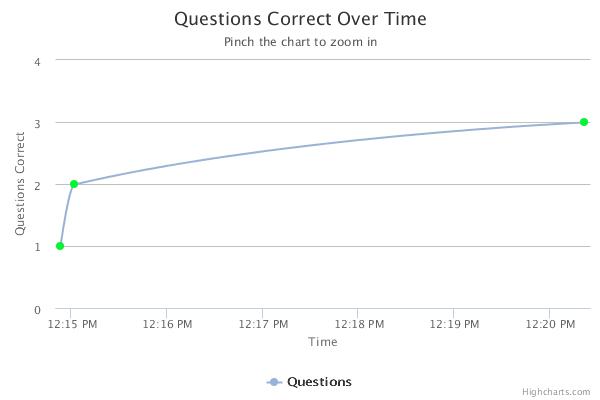 Questions Correct Over Time
Pinch the chart to zoom in
Questions Correct
4
3
2
1
0
12:15 PM
12:16 PM
12:17 PM
12:18 PM
12:19 PM
12:20 PM
Time
Questions
Highcharts.com